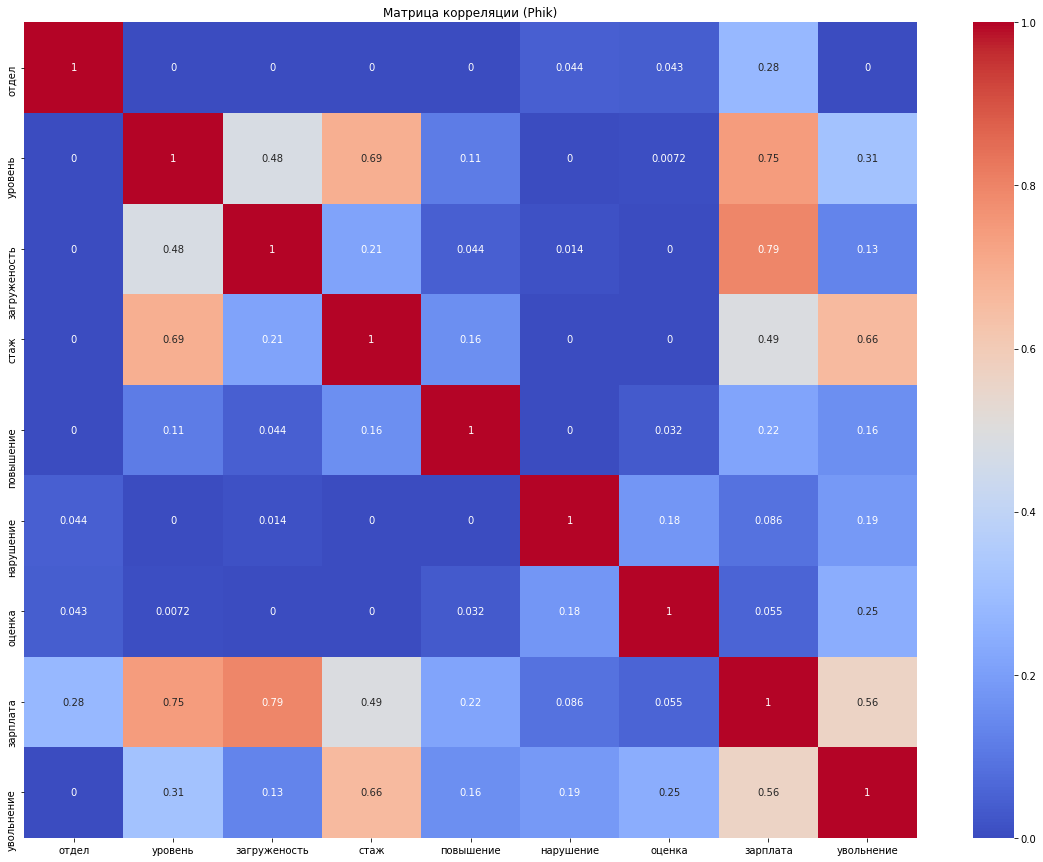 Матрица корреляции (Phik)
отдел 1 0 0 0 0 0.044 0.043 0.28 0
уровень 0 1 0.48 0.69 0.11 0 0.0072 0.75 0.31
загруженость 0 0.48 1 0.21 0.044 0.014 0 0.79 0.13
стаж 0 0.69 0.21 1 0.16 0 0 0.49 0.66
повышение 0 0.11 0.044 0.16 1 0 0.032 0.22 0.16
нарушение 0.044 0 0.014 0 0 1 0.18 0.086 0.19
оценка 0.043 0.0072 0 0 0.032 0.18 1 0.055 0.25
зарплата 0.28 0.75 0.79 0.49 0.22 0.086 0.055 1 0.56
увольнение 0 0.31 0.13 0.66 0.16 0.19 0.25 0.56 1
отдел уровень загруженость стаж повышение нарушение оценка зарплата увольнение
1.0
0.8
0.6
0.4
0.2
0.0